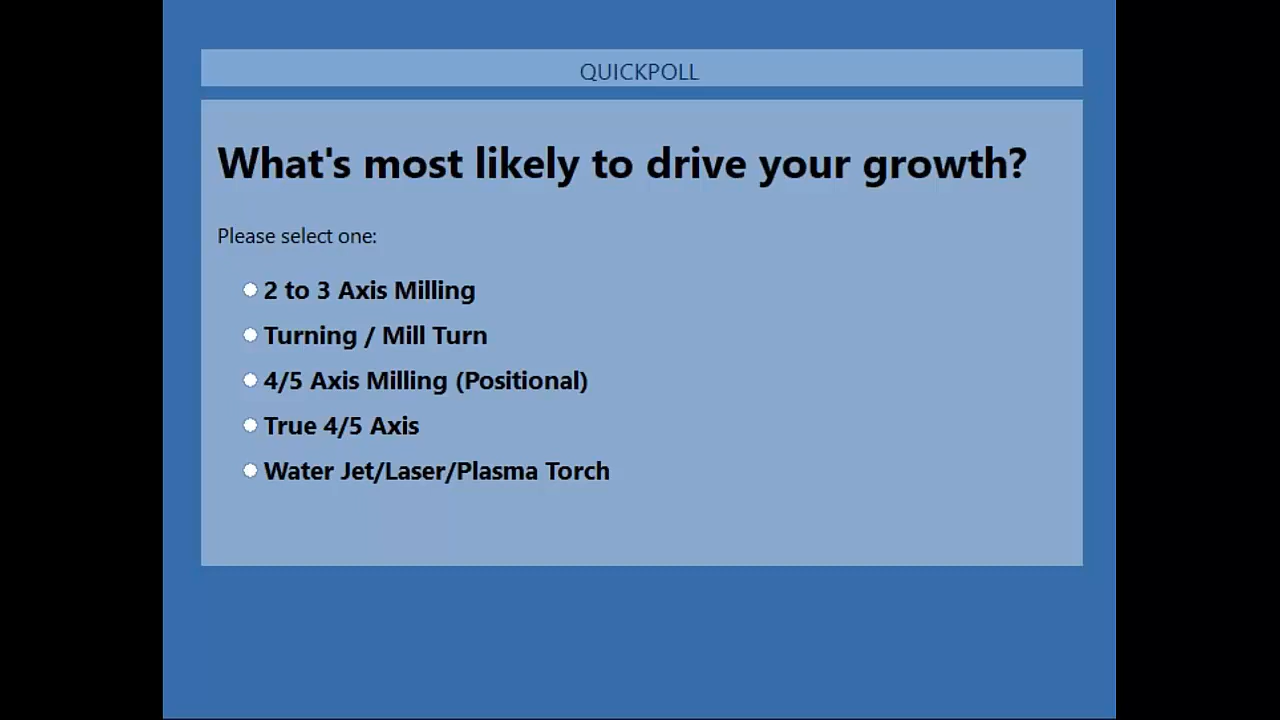 QUICKPOLL
What's most likely to drive your growth?
Please select one:
2 to 3 Axis Milling
Turning / Mill Turn
4/5 Axis Milling (Positional)
True 4/5 Axis
Water Jet/Laser/Plasma Torch